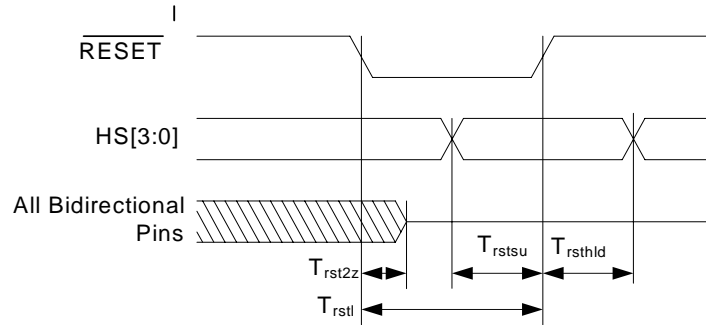 I
RESET
HS[3:0]
All Bidirectional
Pins
Trst2z
Trstsu
Trsthld
Trstl